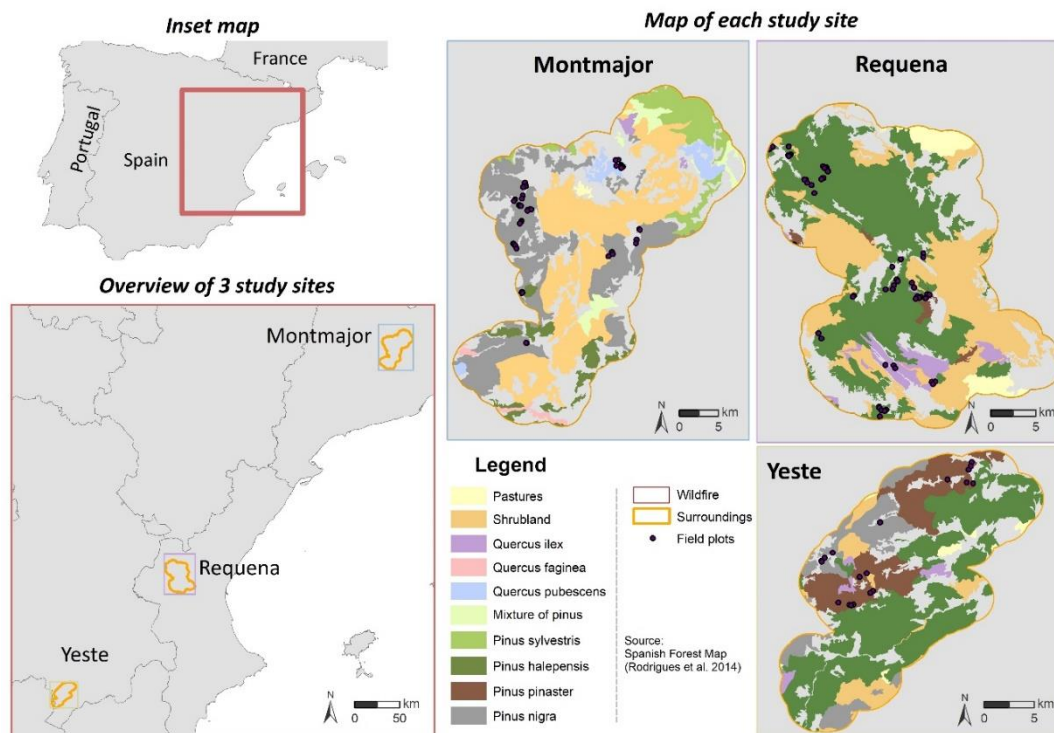 Inset map
France
Portugal
Spain
Overview of 3 study sites
Montmajor
Requena
Yeste
N
km
0 50
Map of each study site
Montmajor
N
km
0 5
Requena
N
km
0 5
Legend
Pastures
Shrubland
Quercus ilex
Quercus faginea
Quercus pubescens
Mixture of pinus
Pinus sylvestris
Pinus halepensis
Pinus pinaster
Pinus nigra
Wildfire
Surroundings
Field plots
Source:
Spanish Forest Map
(Rodrigues et al. 2014)
Yeste
N
km
0 5